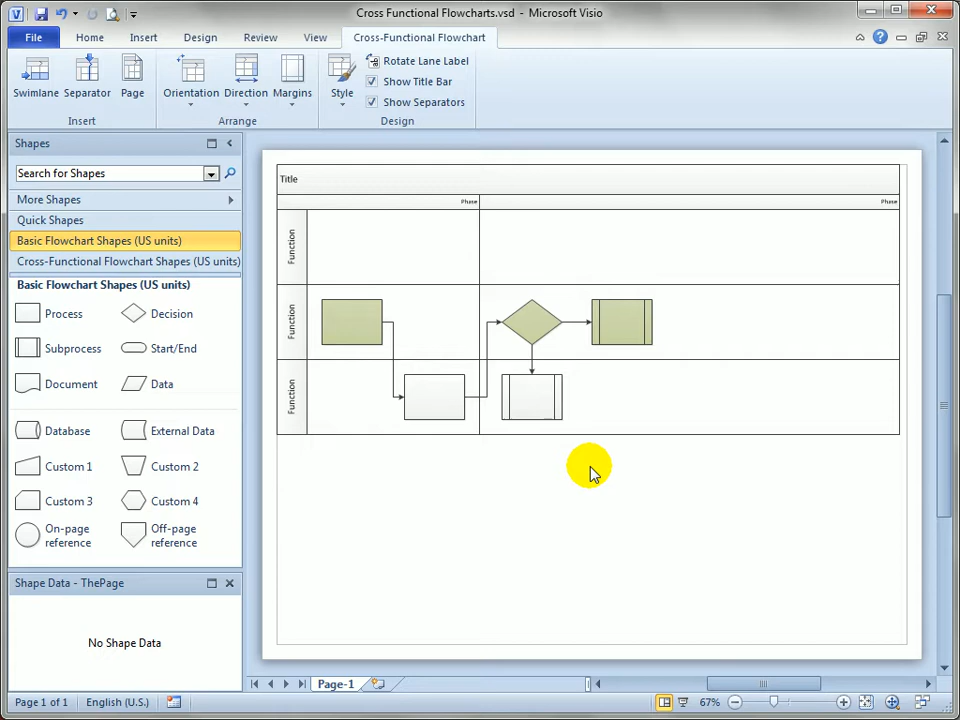 Cross Functional Flowcharts.vsd - Microsoft Visio
File
Home
Insert
Design
Review
View
Cross-Functional Flowchart
Swimlane
Separator
Page
Insert
Orientation
Direction
Margins
Arrange
Style
Rotate Lane Label
Show Title Bar
Show Separators
Design
Shapes
Search for Shapes
More Shapes
Quick Shapes
Basic Flowchart Shapes (US units)
Cross-Functional Flowchart Shapes (US units)
Basic Flowchart Shapes (US units)
Process
Decision
Subprocess
Start/End
Document
Data
Database
External Data
Custom 1
Custom 2
Custom 3
Custom 4
On-page
reference
Off-page
reference
Shape Data - ThePage
No Shape Data
Title
Phase
Phase
Function
Function
Function
Page-1
Page 1 of 1
English (U.S.)
67%